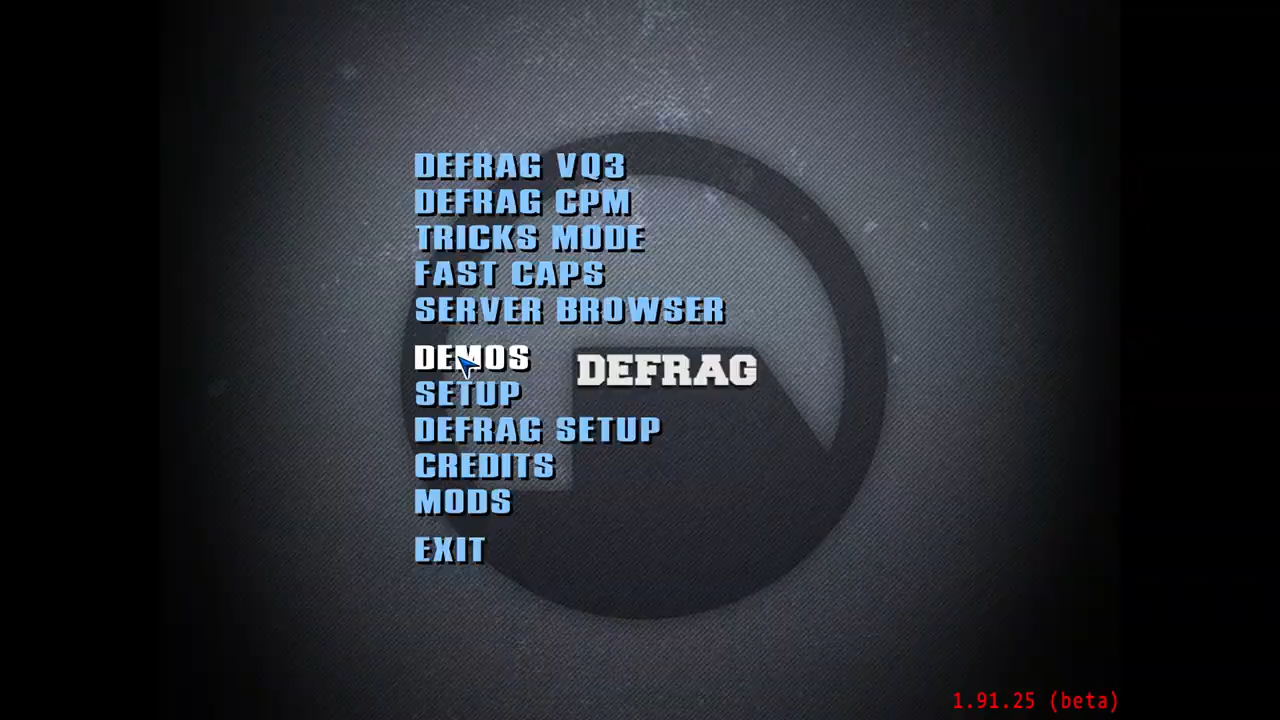 DEFRAG VQ3
DEFRAG CPM
TRICKS MODE
FAST CAPS
SERVER BROWSER
DEMOS
DEFRAG
SETUP
DEFRAG SETUP
CREDITS
MODS
EXIT
1.91.25 (beta)